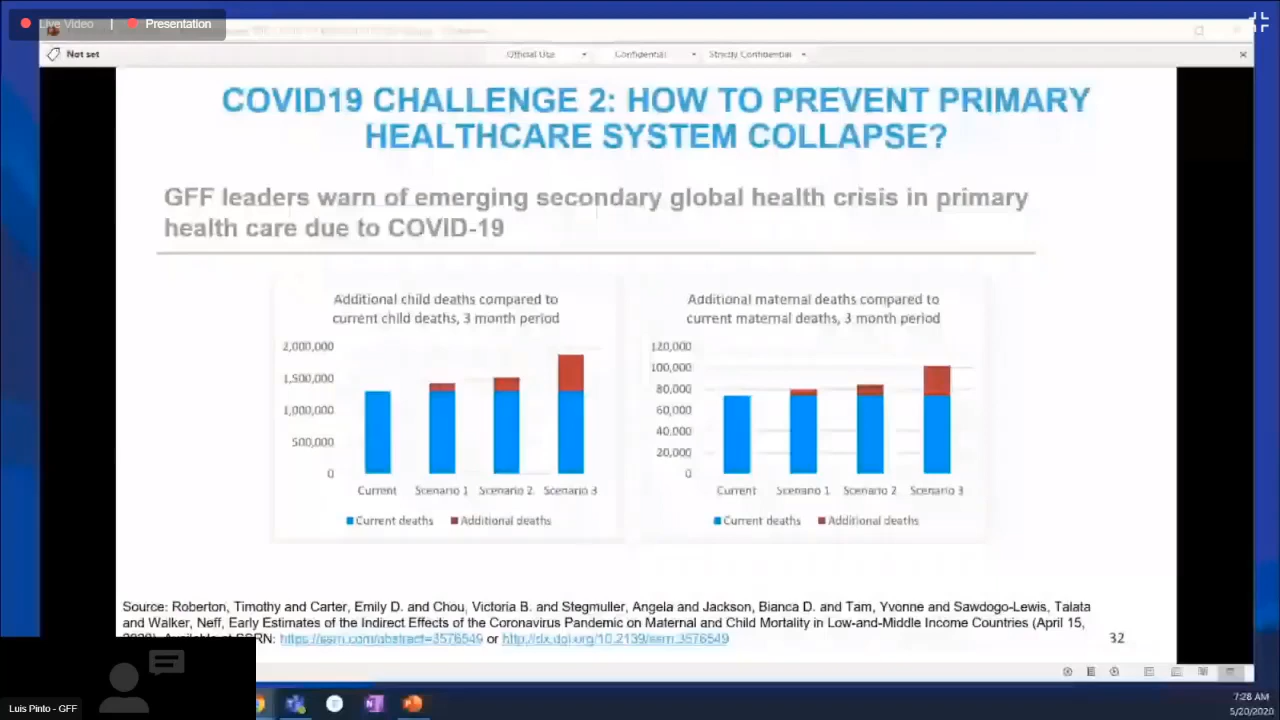 Live Video | Presentation
Not set
Official Use
Confidential
Strictly Confidential
COVID19 CHALLENGE 2: HOW TO PREVENT PRIMARY
HEALTHCARE SYSTEM COLLAPSE?
GFF leaders warn of emerging secondary global health crisis in primary
health care due to COVID-19
Additional child deaths compared to
current child deaths, 3 month period
2,000,000
1,500,000
1,000,000
500,000
0
Current Scenario 1 Scenario 2 Scenario 3
Current deaths Additional deaths
Additional maternal deaths compared to
current maternal deaths, 3 month period
120,000
100,000
80,000
60,000
40,000
20,000
0
Current Scenario 1 Scenario 2 Scenario 3
Current deaths Additional deaths
Source: Roberton, Timothy and Carter, Emily D. and Chou, Victoria B. and Stegmuller, Angela and Jackson, Bianca D. and Tam, Yvonne and Sawdogo-Lewis, Talata
and Walker, Neff, Early Estimates of the Indirect Effects of the Coronavirus Pandemic on Maternal and Child Mortality in Low-and-Middle Income Countries (April 15,
https://ssrn.com/abstract=3576549 or http://dx.doi.org/10.2139/ssrn.3576549
32
Luis Pinto - GFF
7:28 AM
5/20/2020